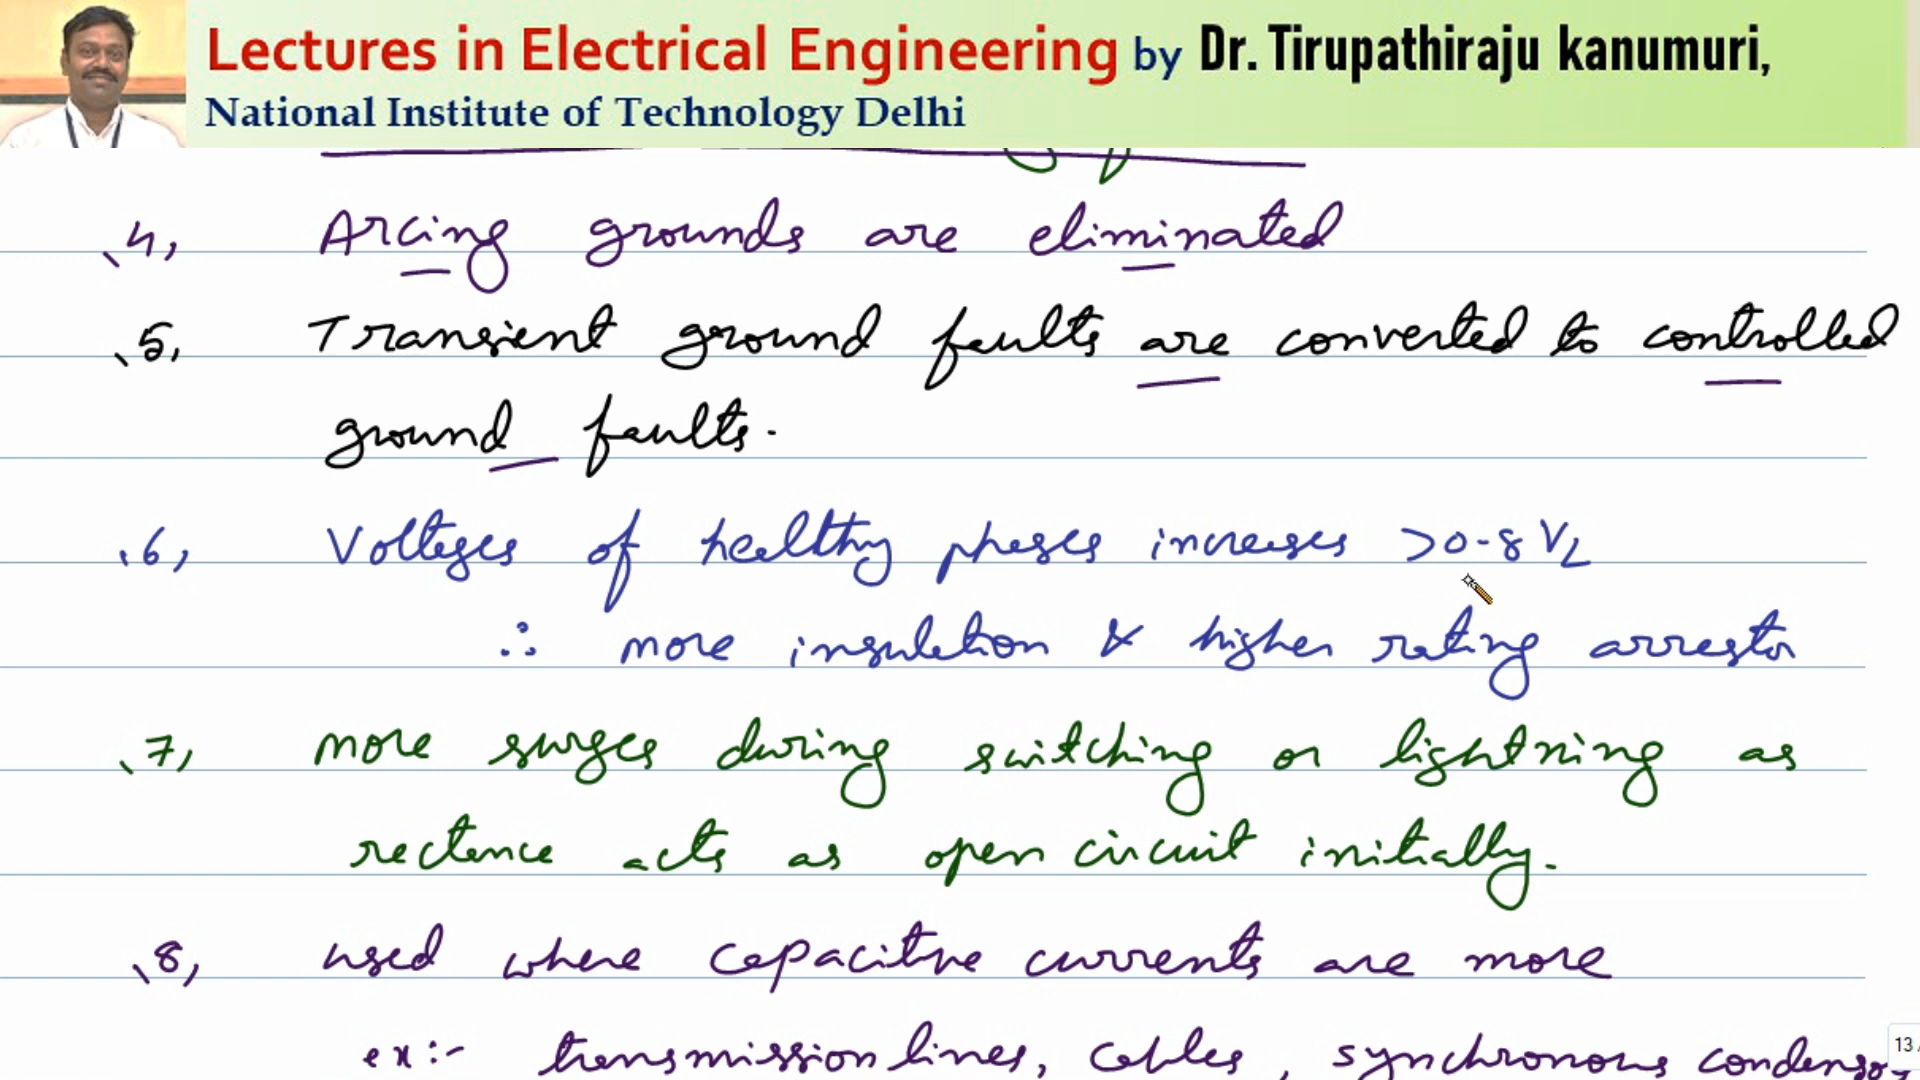 Lectures in Electrical Engineering by Dr. Tirupathiraju kanumuri,
National Institute of Technology Delhi
4, Arcing grounds are eliminated
5, Transient ground faults are converted to controlled
ground faults.
6, Voltages of healthy phases increases >0.8 VL
∴ more insulation & higher rating arrestor
7, more surges during switching or lightning as
rectence acts as open circuit initially.
8, used where capacitive currents are more
ex:- transmission lines, cables, synchronous condensor
13